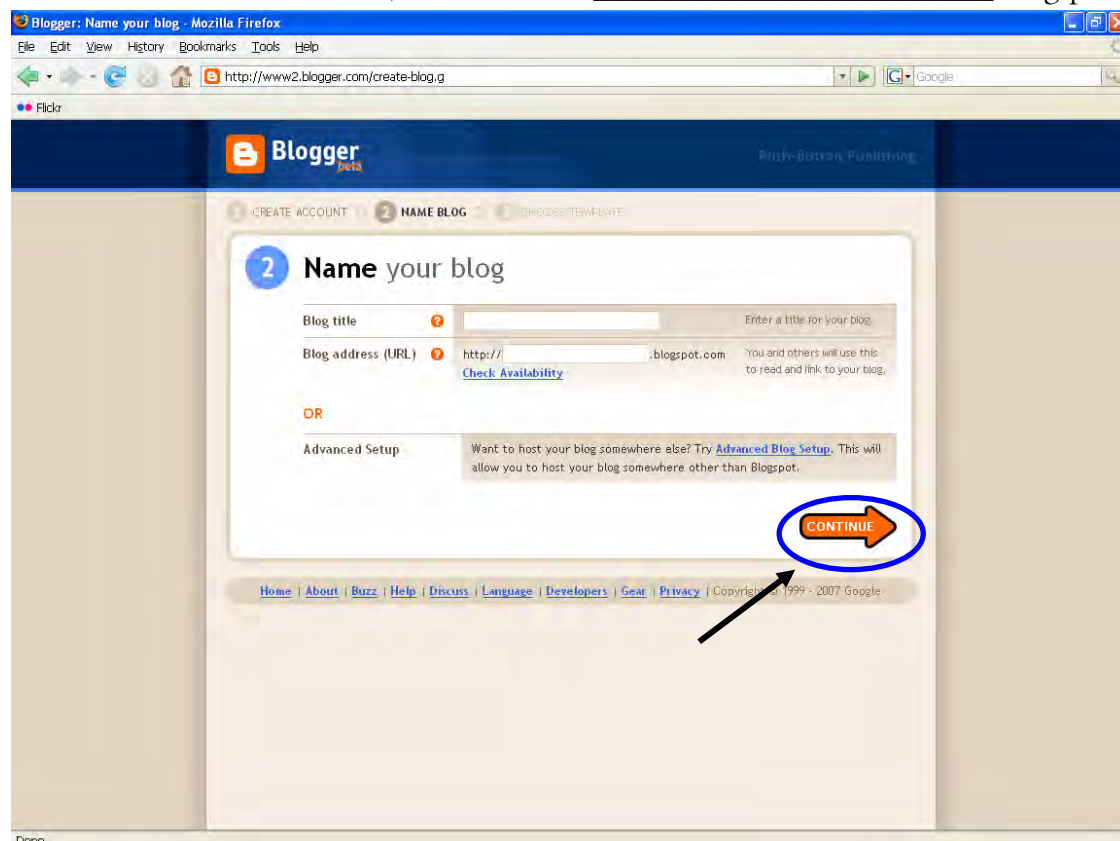 Blogger: Name your blog - Mozilla Firefox
File Edit View History Bookmarks Tools Help
http://www2.blogger.com/create-blog.g
G Google
Flickr
Blogger
beta
Push-Button Publishing
1 CREATE ACCOUNT 2 NAME BLOG 3 CHOOSE TEMPLATE
2 Name your blog
Blog title ? Enter a title for your blog.
Blog address (URL) ? http:// .blogspot.com You and others will use this
Check Availability to read and link to your blog.
OR
Advanced Setup Want to host your blog somewhere else? Try Advanced Blog Setup. This will
allow you to host your blog somewhere other than Blogspot.
CONTINUE
Home | About | Buzz | Help | Discuss | Language | Developers | Gear | Privacy | Copyright © 1999 - 2007 Google
Done